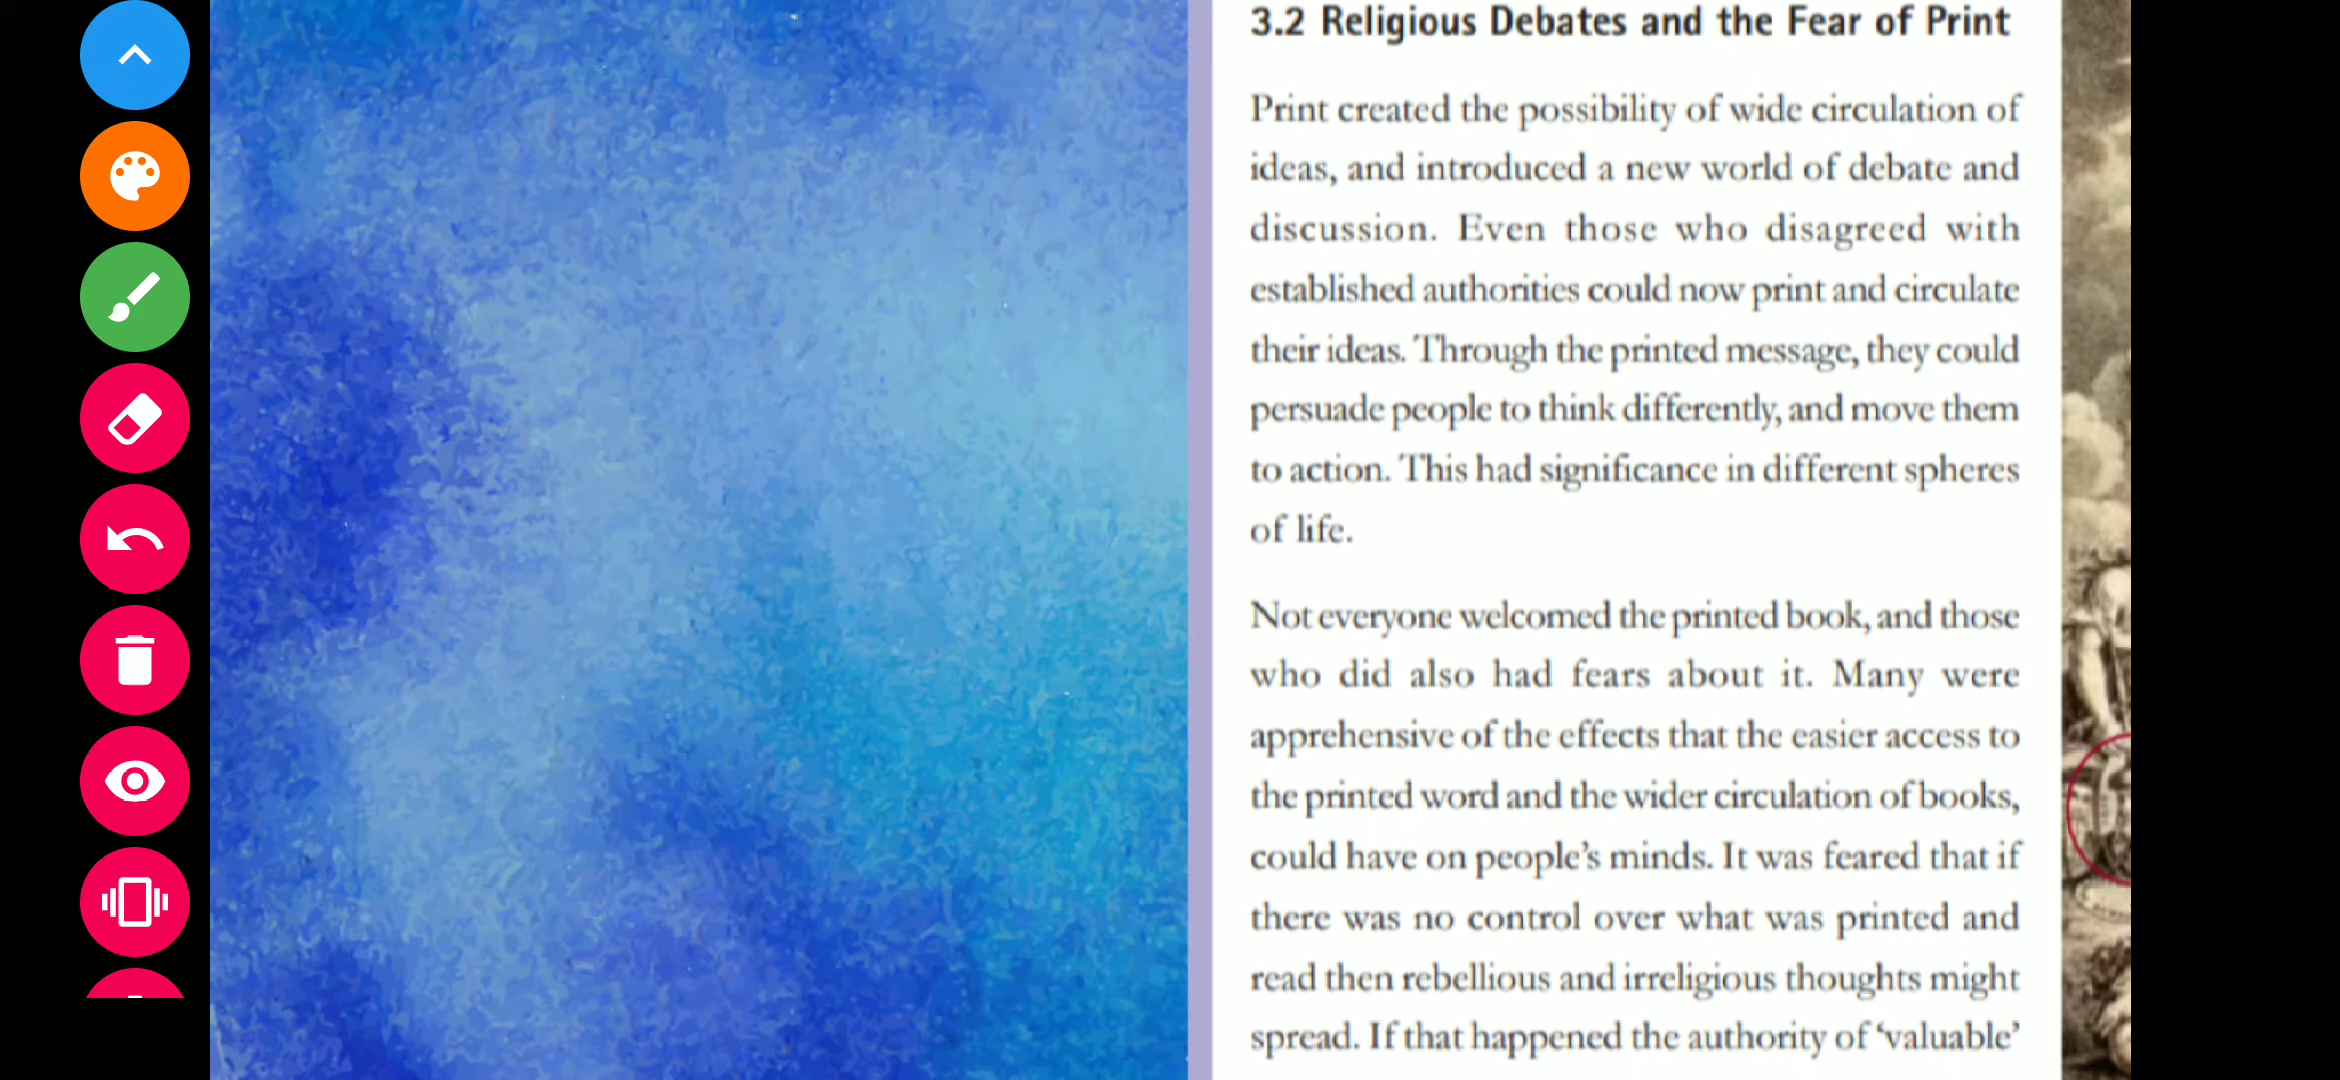 3.2 Religious Debates and the Fear of Print
Print created the possibility of wide circulation of
ideas, and introduced a new world of debate and
discussion. Even those who disagreed with
established authorities could now print and circulate
their ideas. Through the printed message, they could
persuade people to think differently, and move them
to action. This had significance in different spheres
of life.
Not everyone welcomed the printed book, and those
who did also had fears about it. Many were
apprehensive of the effects that the easier access to
the printed word and the wider circulation of books,
could have on people’s minds. It was feared that if
there was no control over what was printed and
read then rebellious and irreligious thoughts might
spread. If that happened the authority of ‘valuable’